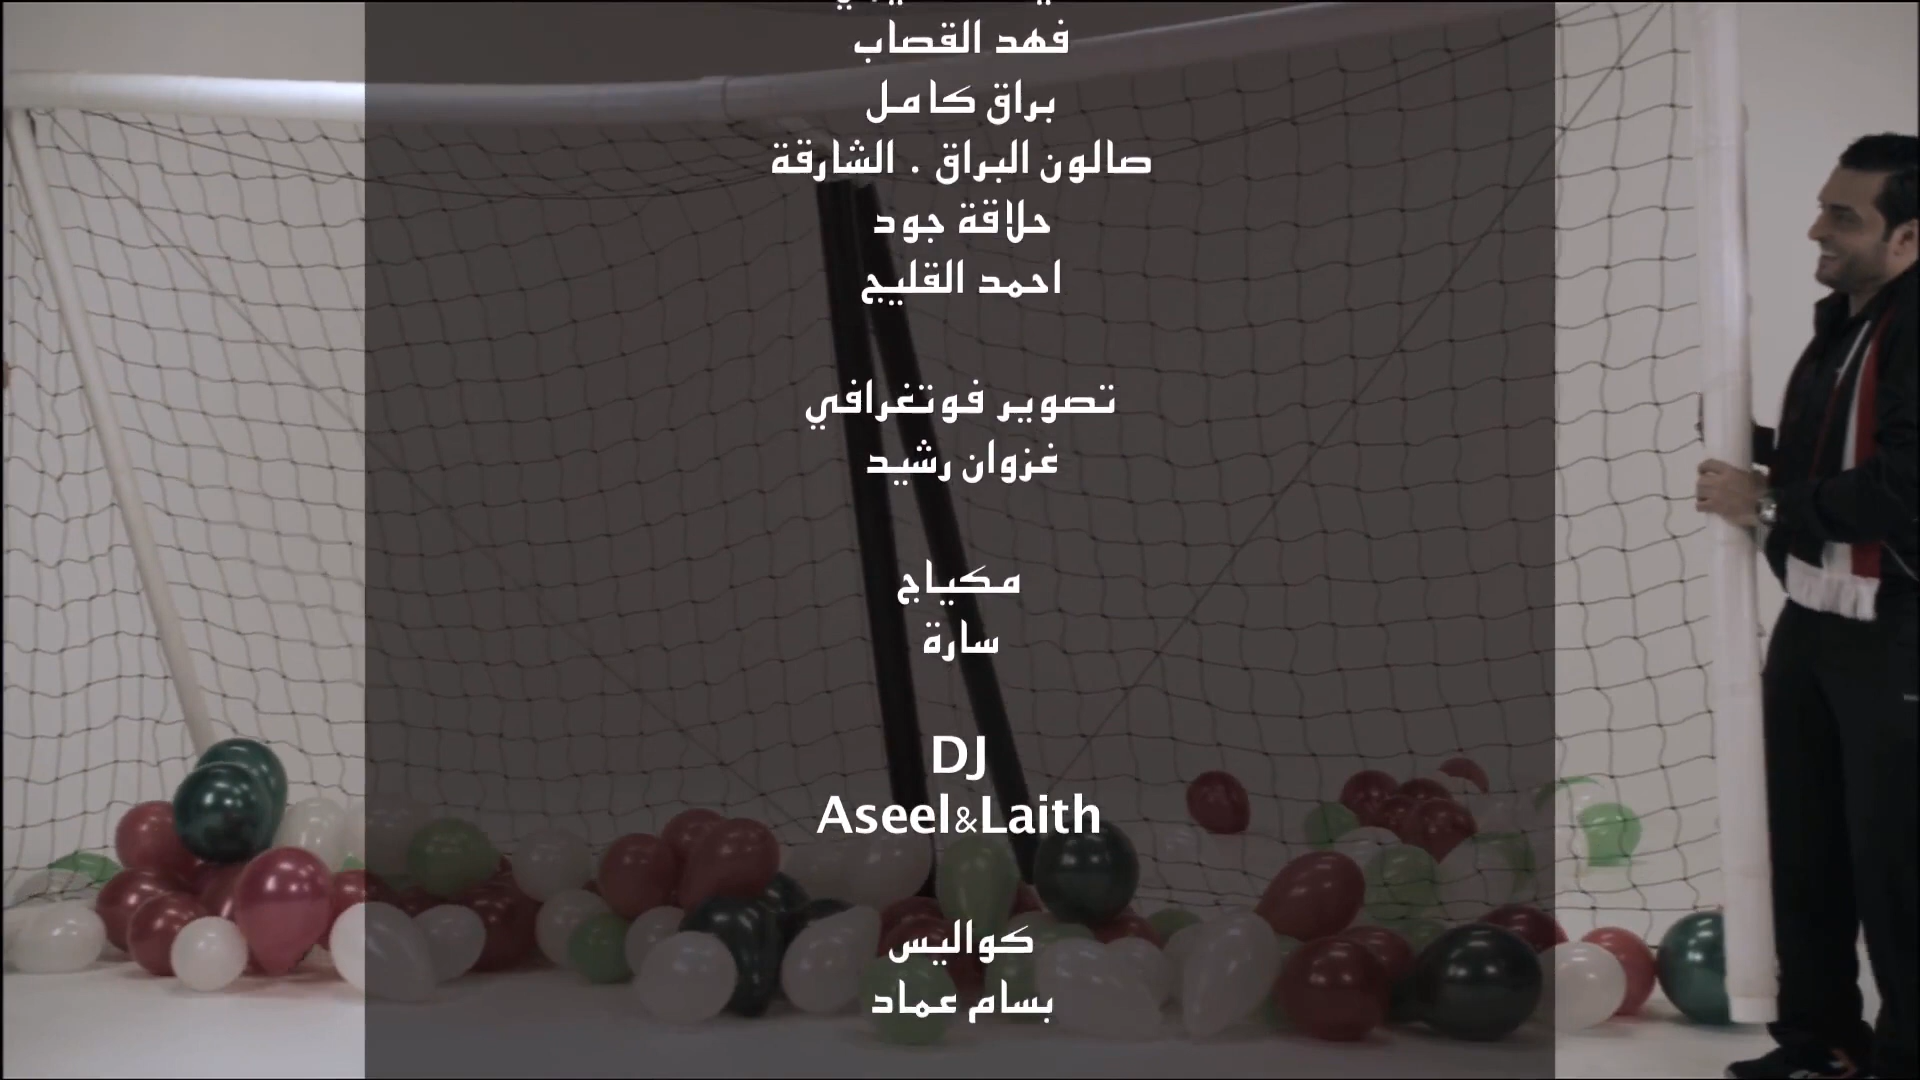 فهد القصاب
براق كامل
صالون البراق . الشارقة
حلاقة جود
احمد القليج
تصوير فوتغرافي
غزوان رشيد
مكياج
سارة
DJ
Aseel&Laith
كواليس
بسام عماد